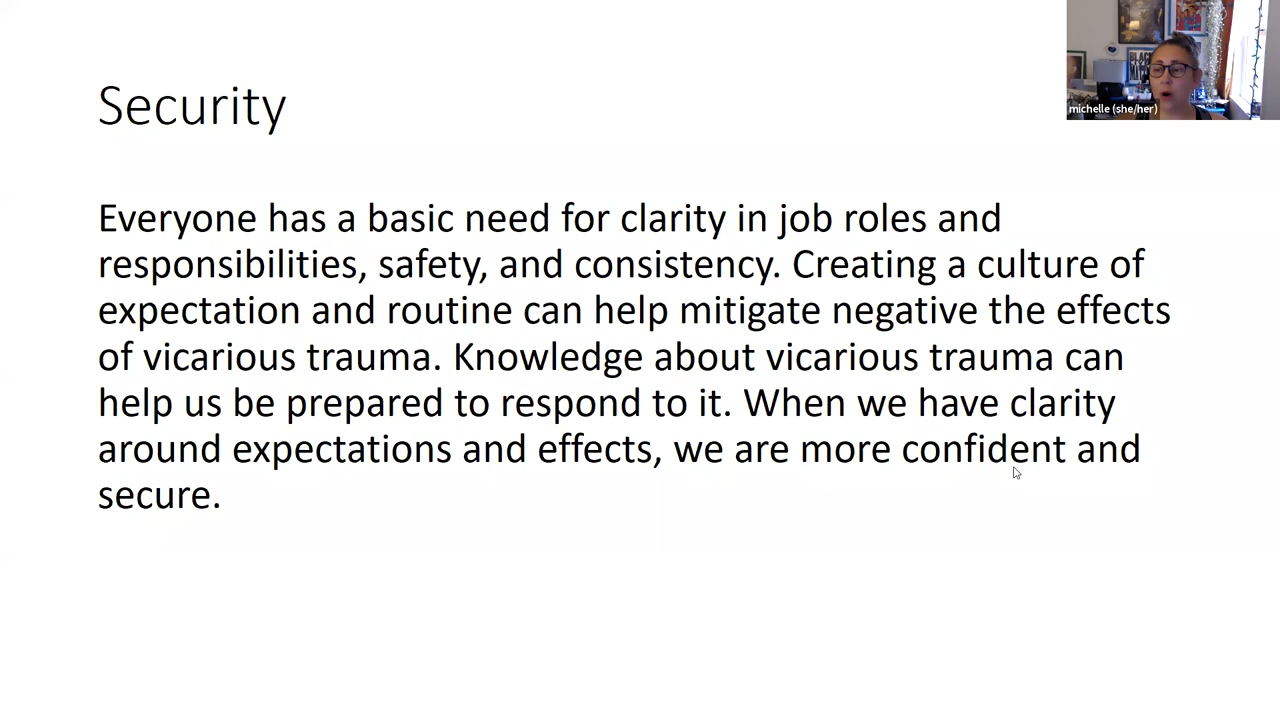 michelle (she/her)
Security
Everyone has a basic need for clarity in job roles and
responsibilities, safety, and consistency. Creating a culture of
expectation and routine can help mitigate negative the effects
of vicarious trauma. Knowledge about vicarious trauma can
help us be prepared to respond to it. When we have clarity
around expectations and effects, we are more confident and
secure.